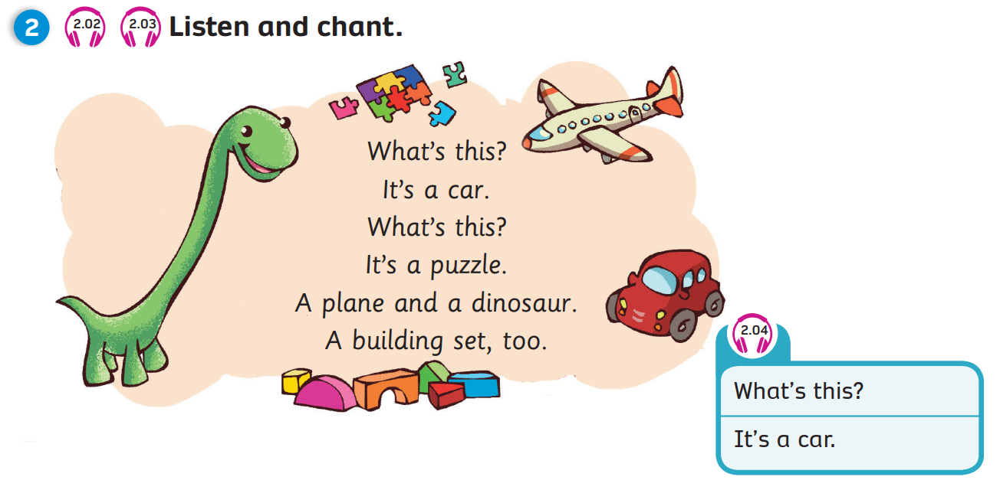 2 2.02 2.03 Listen and chant.
What's this?
It's a car.
What's this?
It's a puzzle.
A plane and a dinosaur.
A building set, too.
2.04
What's this?
It's a car.